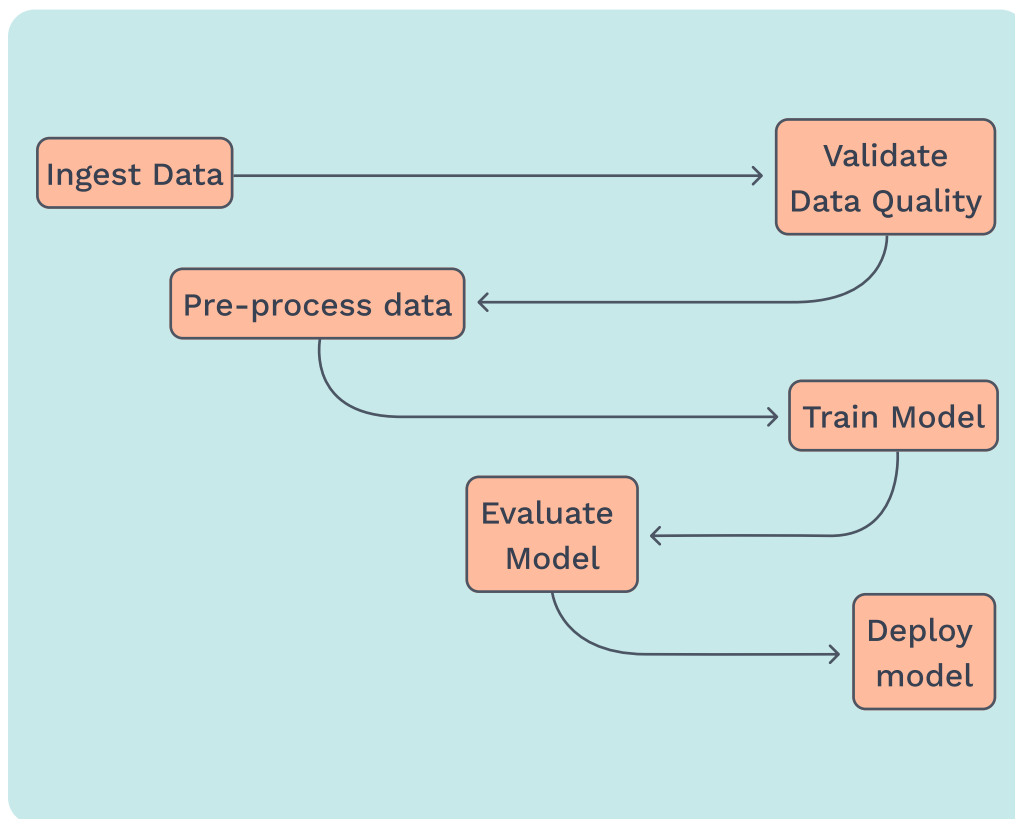 Ingest Data
Validate
Data Quality
Pre-process data
Train Model
Evaluate
Model
Deploy
model